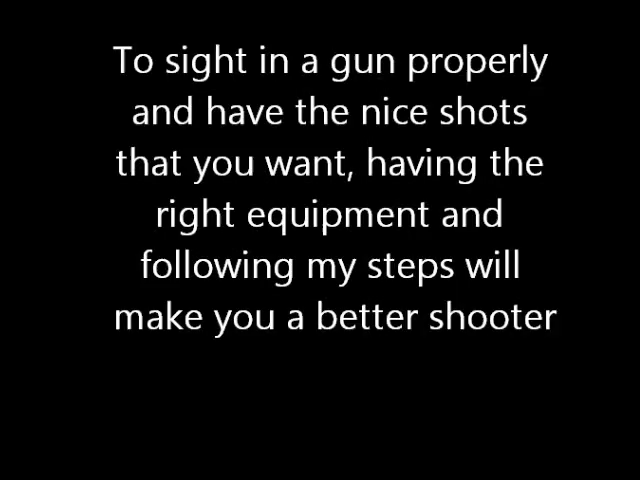 To sight in a gun properly
and have the nice shots
that you want, having the
right equipment and
following my steps will
make you a better shooter